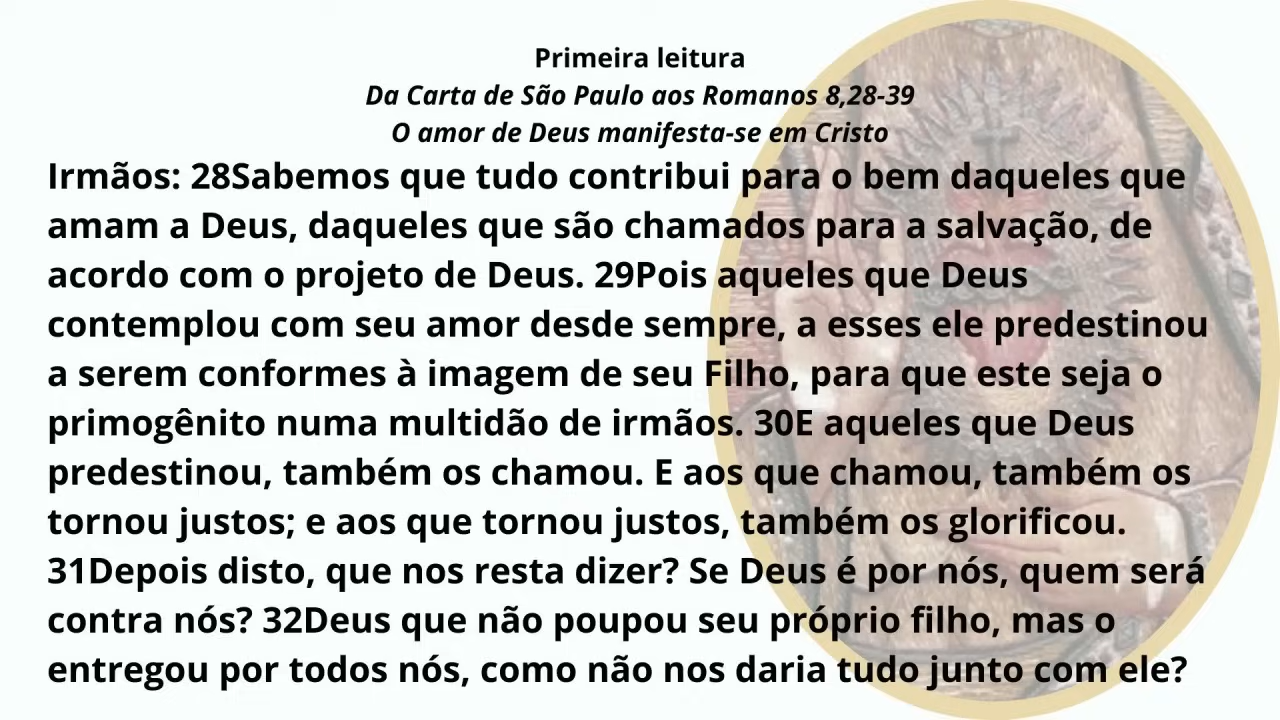 Primeira leitura
Da Carta de São Paulo aos Romanos 8,28-39
O amor de Deus manifesta-se em Cristo
Irmãos: 28Sabemos que tudo contribui para o bem daqueles que
amam a Deus, daqueles que são chamados para a salvação, de
acordo com o projeto de Deus. 29Pois aqueles que Deus
contemplou com seu amor desde sempre, a esses ele predestinou
a serem conformes à imagem de seu Filho, para que este seja o
primogênito numa multidão de irmãos. 30E aqueles que Deus
predestinou, também os chamou. E aos que chamou, também os
tornou justos; e aos que tornou justos, também os glorificou.
31Depois disto, que nos resta dizer? Se Deus é por nós, quem será
contra nós? 32Deus que não poupou seu próprio filho, mas o
entregou por todos nós, como não nos daria tudo junto com ele?